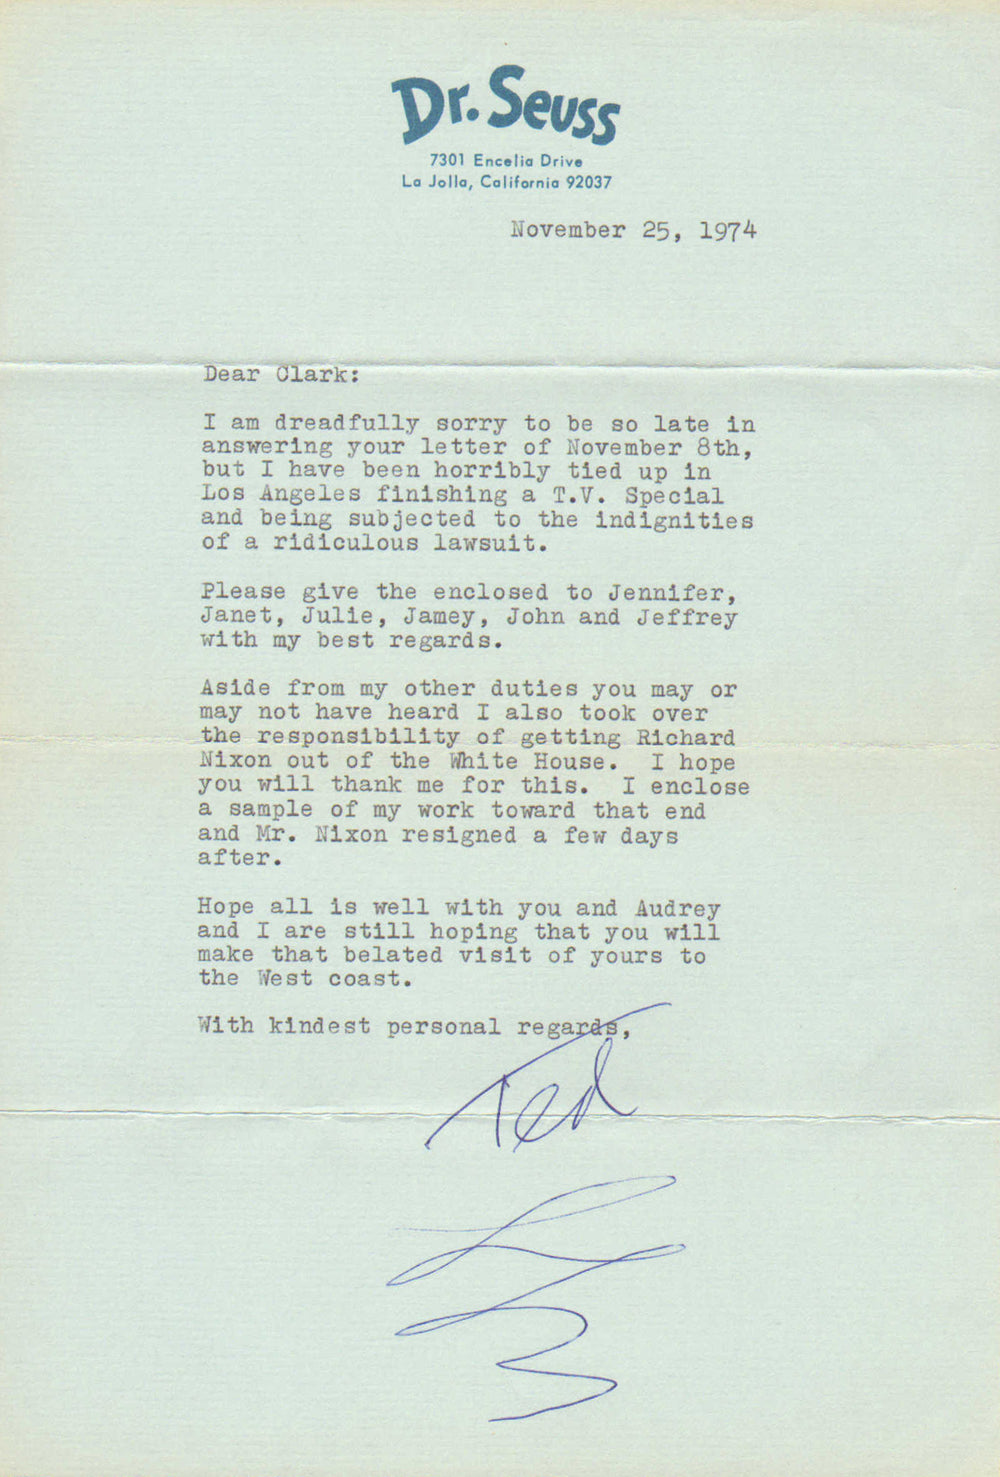 Dr. Seuss
7301 Encelia Drive
La Jolla, California 92037
November 25, 1974
Dear Clark:
I am dreadfully sorry to be so late in
answering your letter of November 8th,
but I have been horribly tied up in
Los Angeles finishing a T.V. Special
and being subjected to the indignities
of a ridiculous lawsuit.
Please give the enclosed to Jennifer,
Janet, Julie, Jamey, John and Jeffrey
with my best regards.
Aside from my other duties you may or
may not have heard I also took over
the responsibility of getting Richard
Nixon out of the White House. I hope
you will thank me for this. I enclose
a sample of my work toward that end
and Mr. Nixon resigned a few days
after.
Hope all is well with you and Audrey
and I are still hoping that you will
make that belated visit of yours to
the West coast.
With kindest personal regards,
Ted